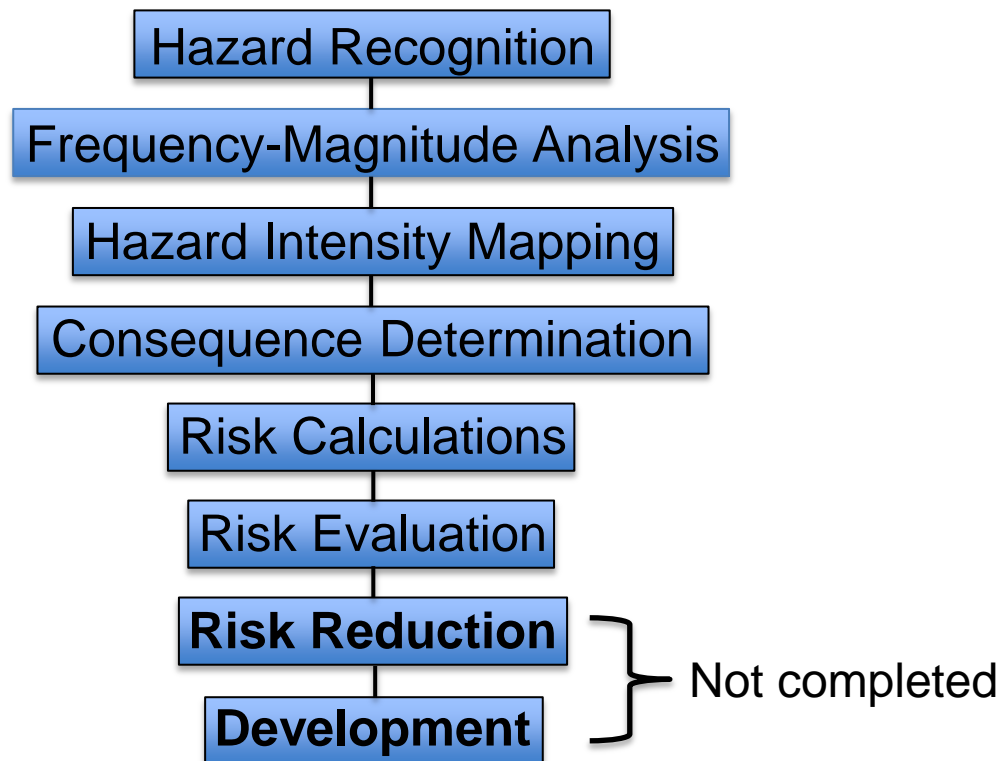 Hazard Recognition
Frequency-Magnitude Analysis
Hazard Intensity Mapping
Consequence Determination
Risk Calculations
Risk Evaluation
Risk Reduction
Not completed
Development